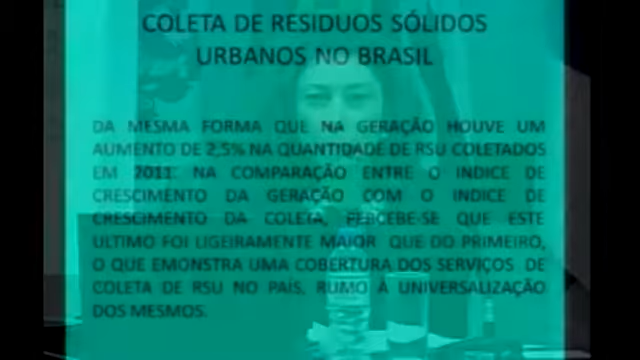 COLETA DE RESIDUOS SÓLIDOS
URBANOS NO BRASIL
DA MESMA FORMA QUE NA GERAÇÃO HOUVE UM
AUMENTO DE 2,5% NA QUANTIDADE DE RSU COLETADOS
EM 2011. NA COMPARAÇÃO ENTRE O INDICE DE
CRESCIMENTO DA GERAÇÃO COM O INDICE DE
CRESCIMENTO DA COLETA, PERCEBE-SE QUE ESTE
ULTIMO FOI LIGEIRAMENTE MAIOR QUE DO PRIMEIRO,
O QUE EMONSTRA UMA COBERTURA DOS SERVIÇOS DE
COLETA DE RSU NO PAÍS, RUMO À UNIVERSALIZAÇÃO
DOS MESMOS.